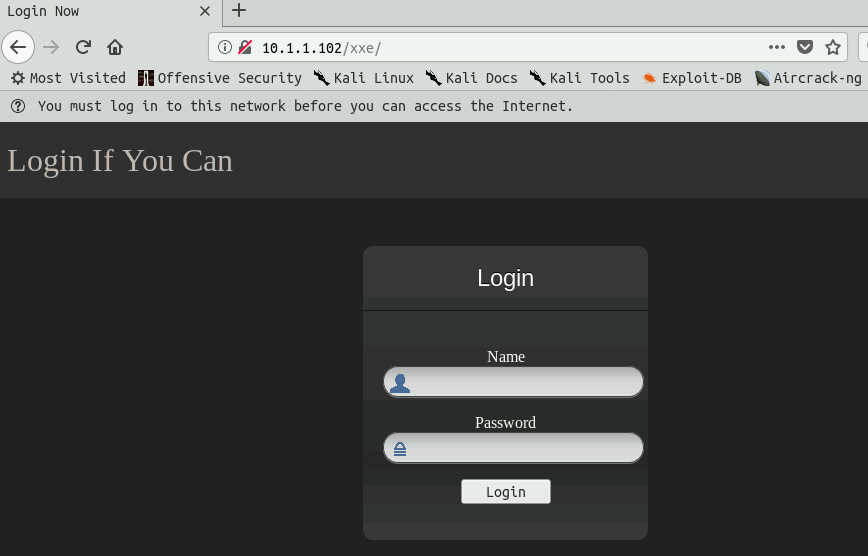 Login Now
10.1.1.102/xxe/
Most Visited Offensive Security Kali Linux Kali Docs Kali Tools Exploit-DB Aircrack-ng
You must log in to this network before you can access the Internet.
Login If You Can
Login
Name
Password
Login